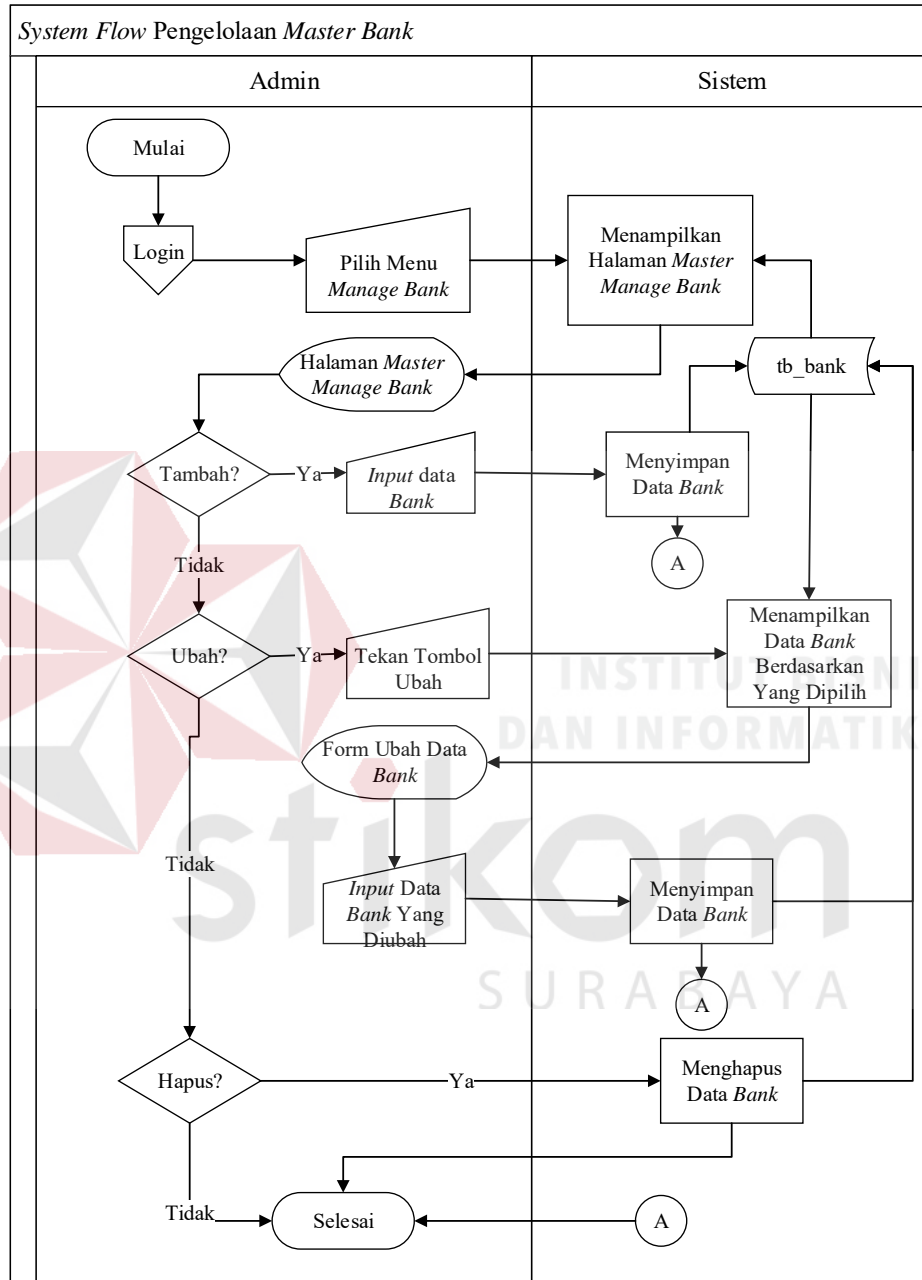 System Flow Pengelolaan Master Bank
Admin
Sistem
Mulai
Login
Pilih Menu
Manage Bank
Menampilkan
Halaman Master
Manage Bank
Halaman Master
Manage Bank
tb_bank
Tambah?
Ya
Input data
Bank
Menyimpan
Data Bank
A
Tidak
Ubah?
Ya
Tekan Tombol
Ubah
Menampilkan
Data Bank
Berdasarkan
Yang Dipilih
INSTITUT BISNI
DAN INFORMATIK
Form Ubah Data
Bank
stikom
SURABAYA
Tidak
Input Data
Bank Yang
Diubah
Menyimpan
Data Bank
A
Hapus?
Ya
Menghapus
Data Bank
Tidak
Selesai
A